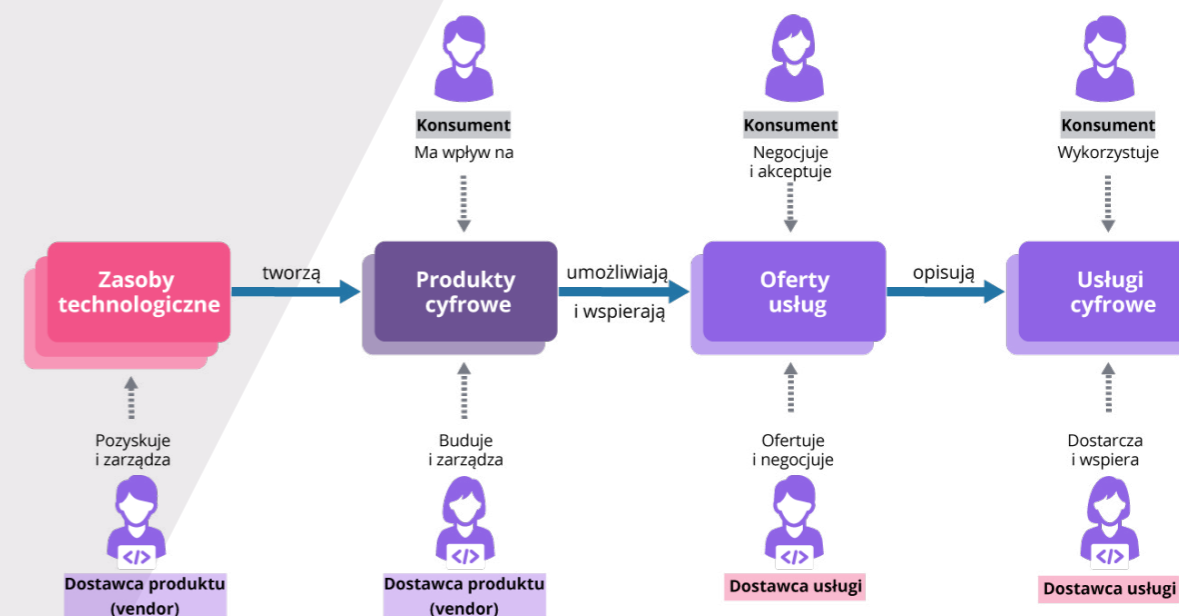 Konsument
Ma wpływ na
Konsument
Negocjuje
i akceptuje
Konsument
Wykorzystuje
Zasoby
technologiczne
tworzą
Produkty
cyfrowe
umożliwiają
i wspierają
Oferty
usług
opisują
Usługi
cyfrowe
Pozyskuje
i zarządza
Buduje
i zarządza
Ofertuje
i negocjuje
Dostarcza
i wspiera
</>
</>
</>
</>
Dostawca produktu
(vendor)
Dostawca produktu
(vendor)
Dostawca usługi
Dostawca usługi